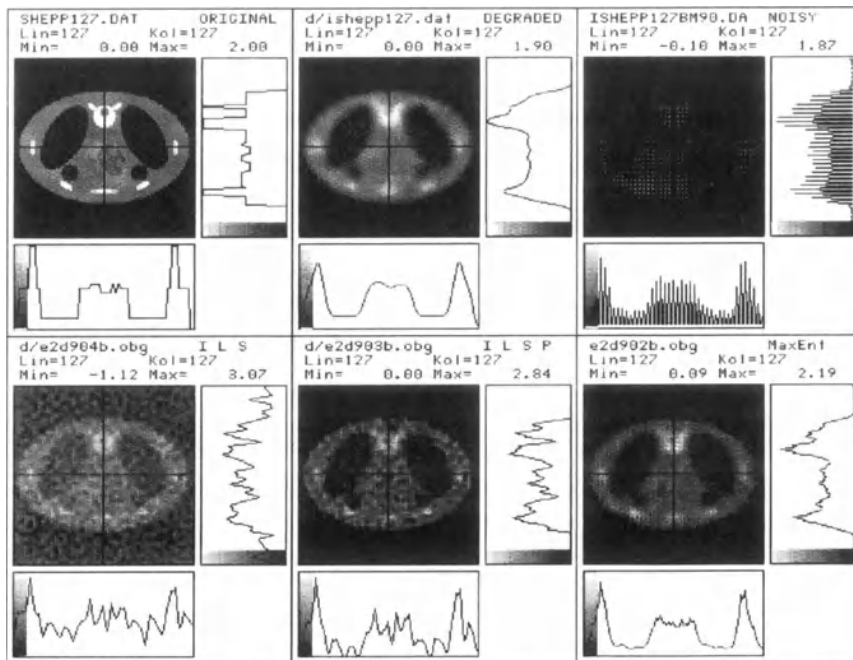 SHEPP127.DAT ORIGINAL
Lin=127 Kol=127
Min= 0.00 Max= 2.00
d/ishepp127.dat DEGRADED
Lin=127 Kol=127
Min= 0.00 Max= 1.90
ISHEPP127BM90.DA NOISY
Lin=127 Kol=127
Min= -0.10 Max= 1.87
d/e2d904b.obg I L S
Lin=127 Kol=127
Min= -1.12 Max= 3.07
d/e2d903b.obg I L S P
Lin=127 Kol=127
Min= 0.00 Max= 2.84
e2d902b.obg MaxEnt
Lin=127 Kol=127
Min= 0.09 Max= 2.19